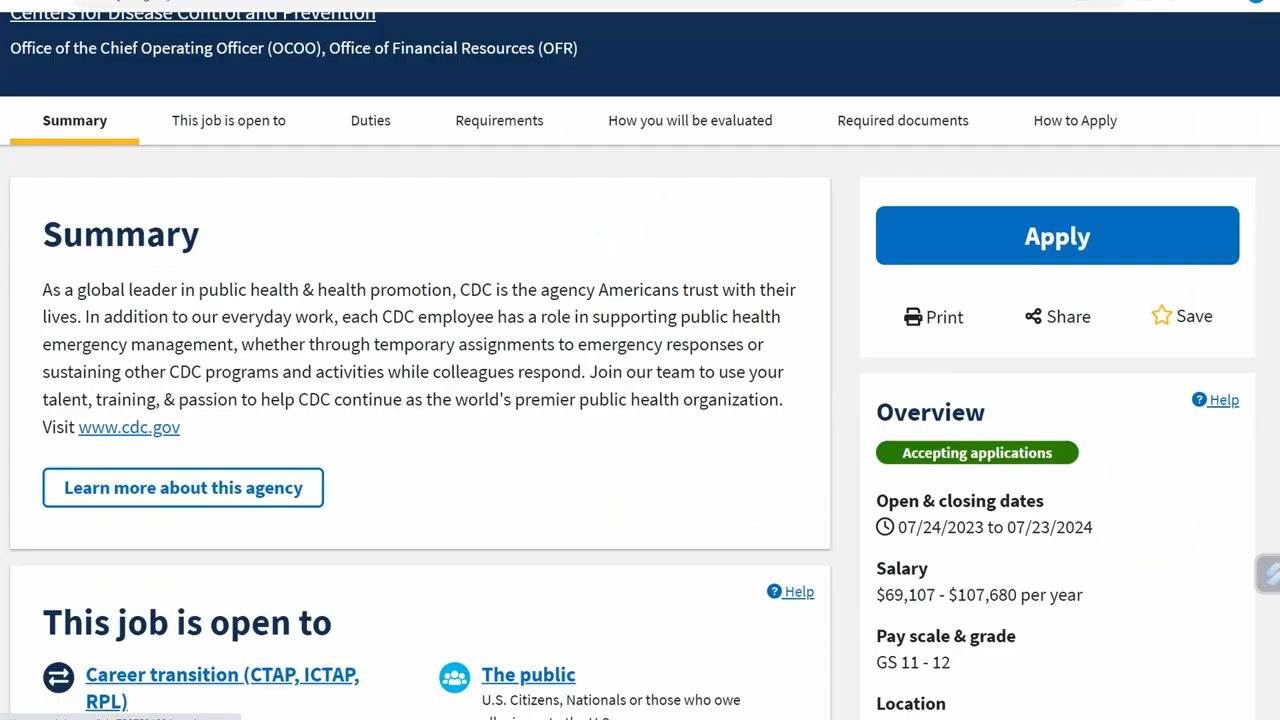 Centers for Disease Control and Prevention
Office of the Chief Operating Officer (OCOO), Office of Financial Resources (OFR)
Summary This job is open to Duties Requirements How you will be evaluated Required documents How to Apply
Summary
As a global leader in public health & health promotion, CDC is the agency Americans trust with their
lives. In addition to our everyday work, each CDC employee has a role in supporting public health
emergency management, whether through temporary assignments to emergency responses or
sustaining other CDC programs and activities while colleagues respond. Join our team to use your
talent, training, & passion to help CDC continue as the world's premier public health organization.
Visit www.cdc.gov
Learn more about this agency
Help
This job is open to
Career transition (CTAP, ICTAP,
RPL)
The public
U.S. Citizens, Nationals or those who owe
Apply
Print Share Save
Help
Overview
Accepting applications
Open & closing dates
07/24/2023 to 07/23/2024
Salary
$69,107 - $107,680 per year
Pay scale & grade
GS 11 - 12
Location